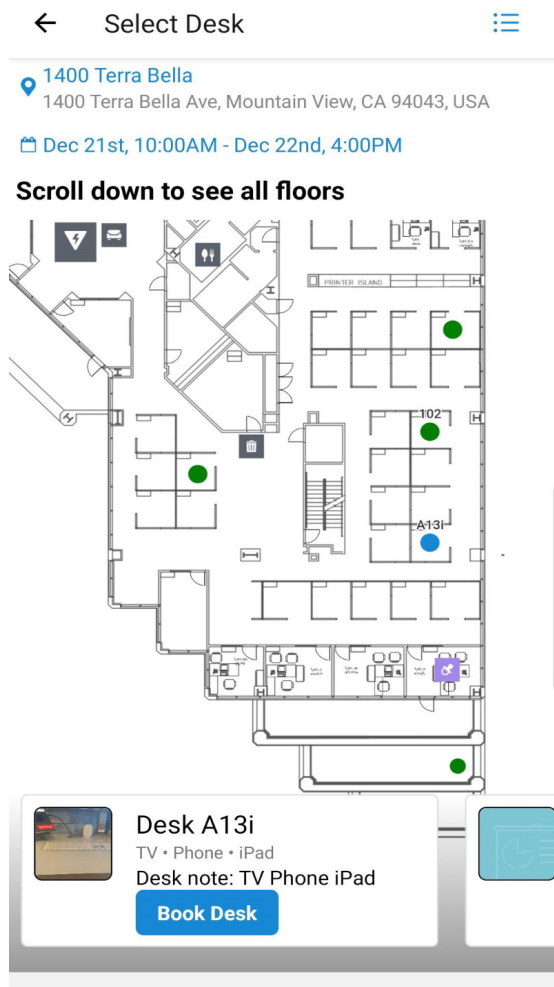 Select Desk
1400 Terra Bella
1400 Terra Bella Ave, Mountain View, CA 94043, USA
Dec 21st, 10:00AM - Dec 22nd, 4:00PM
Scroll down to see all floors
PRINTER ISLAND
102
A13i
Desk A13i
TV • Phone • iPad
Desk note: TV Phone iPad
Book Desk